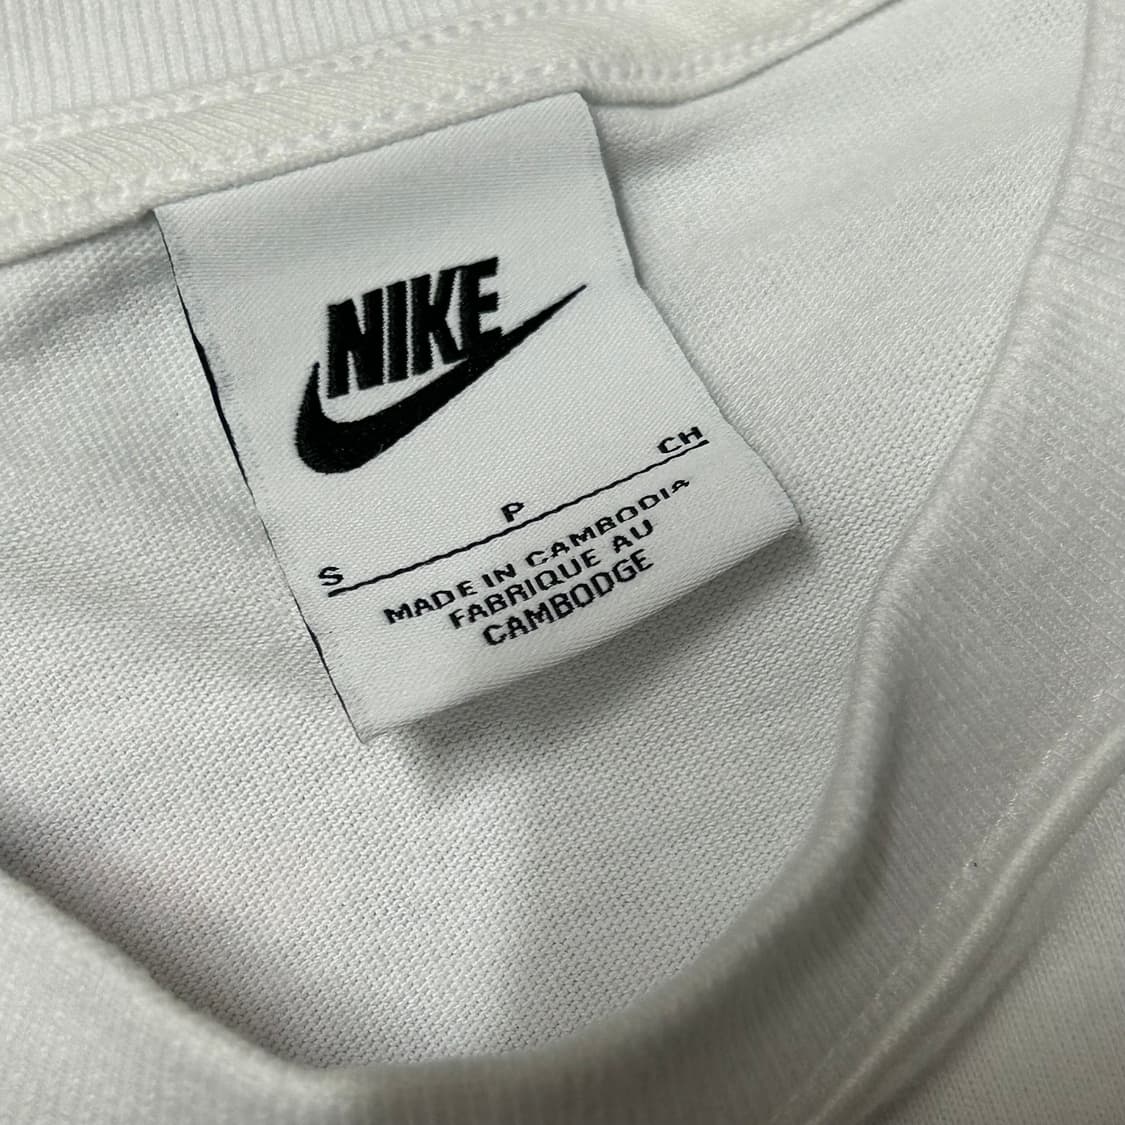 NIKE
S P CH
MADE IN CAMBODIA
FABRIQUE AU
CAMBODGE